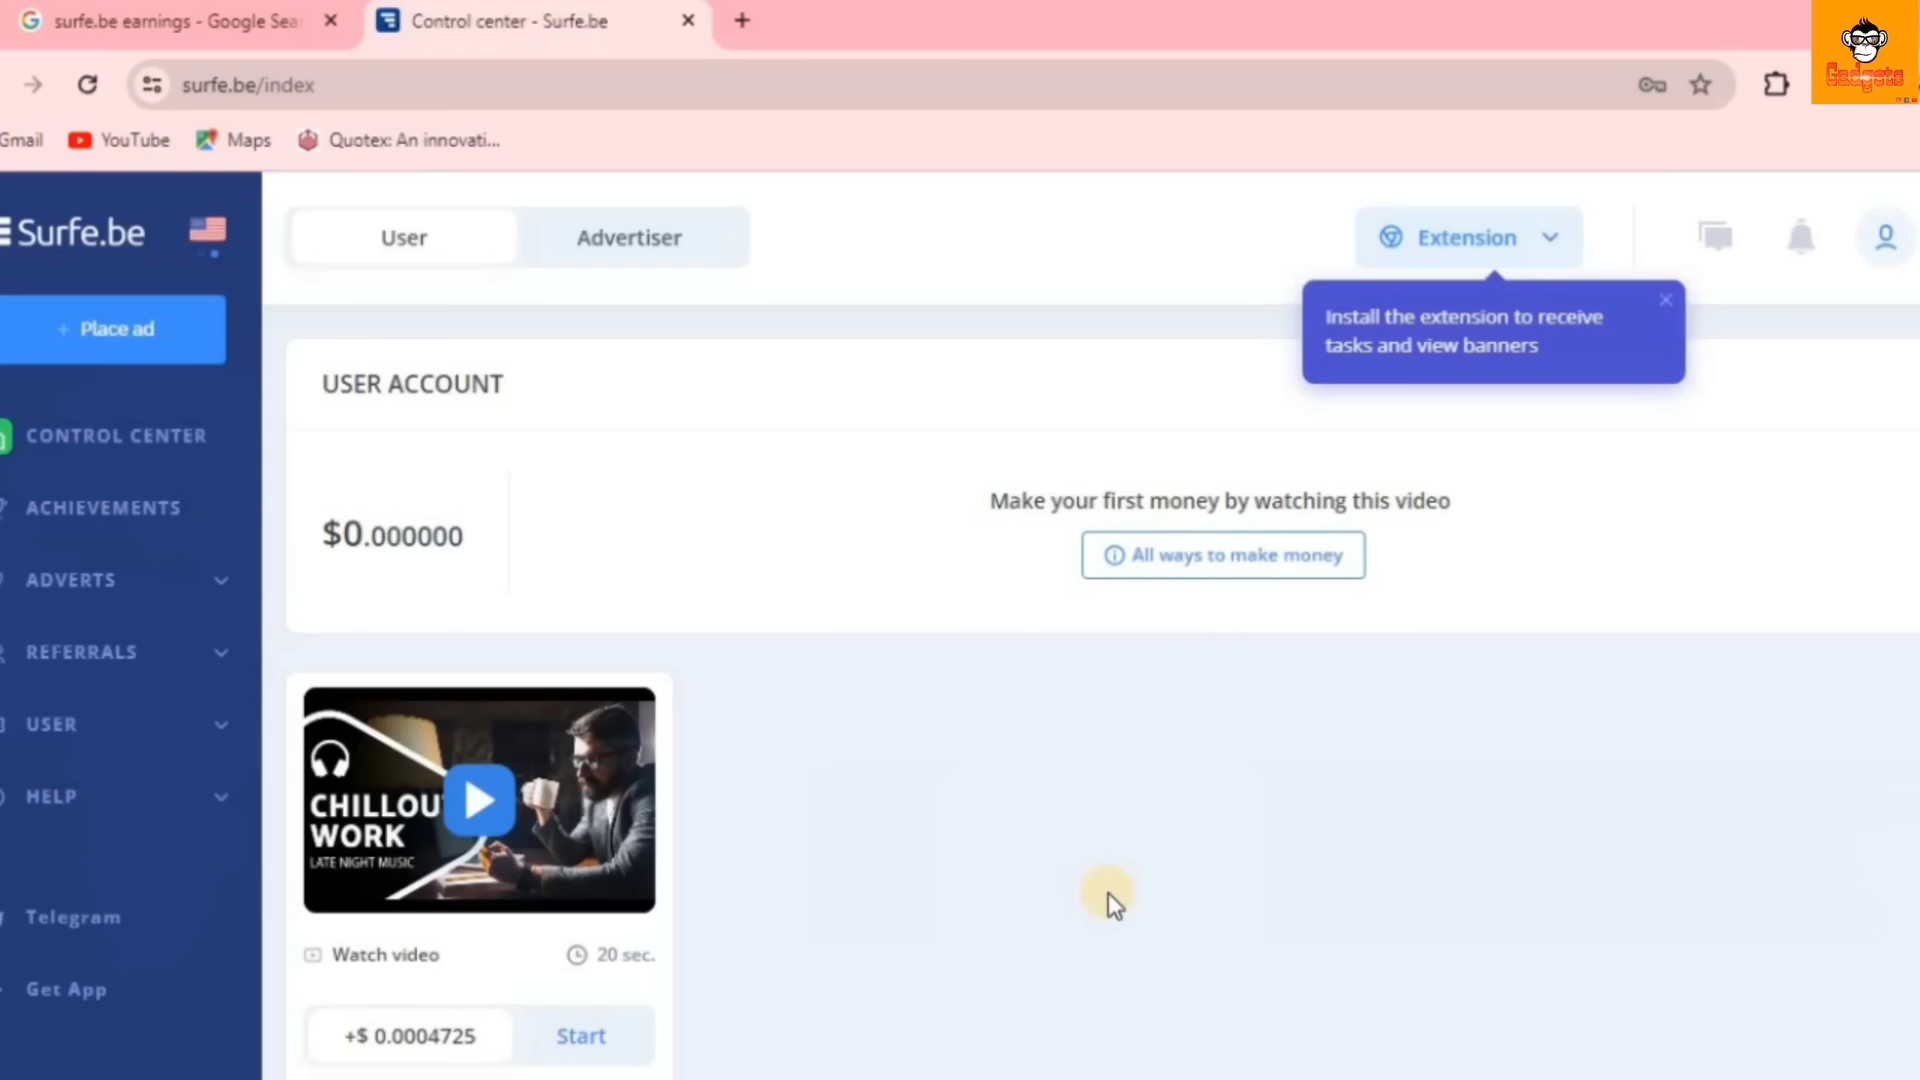 surfe.be earnings - Google Sea
Control center - Surfe.be
surfe.be/index
Gadgets
Gmail
YouTube
Maps
Quotex: An innovati...
Surfe.be
User
Advertiser
Extension
+ Place ad
Install the extension to receive
tasks and view banners
USER ACCOUNT
CONTROL CENTER
ACHIEVEMENTS
ADVERTS
REFERRALS
USER
HELP
Telegram
Get App
$0.000000
Make your first money by watching this video
All ways to make money
CHILLOU
WORK
LATE NIGHT MUSIC
Watch video
20 sec.
+$ 0.0004725
Start